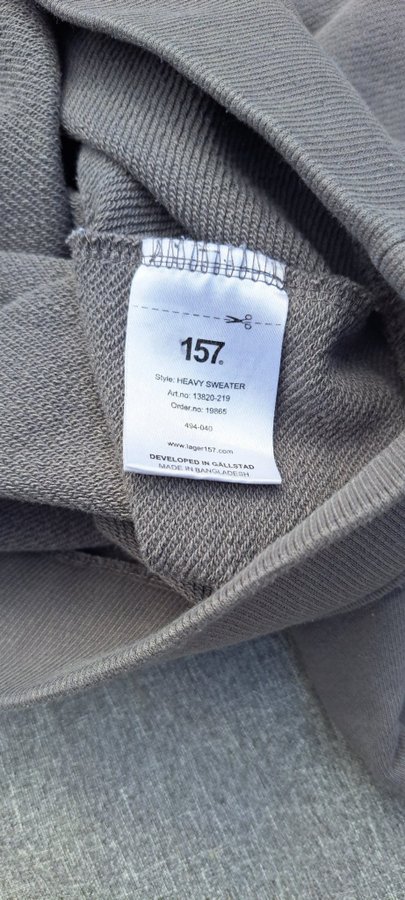 157.
Style: HEAVY SWEATER
Art.no: 13820-219
Order.no: 19865
494-040
www.lager157.com
DEVELOPED IN GÄLLSTAD
MADE IN BANGLADESH